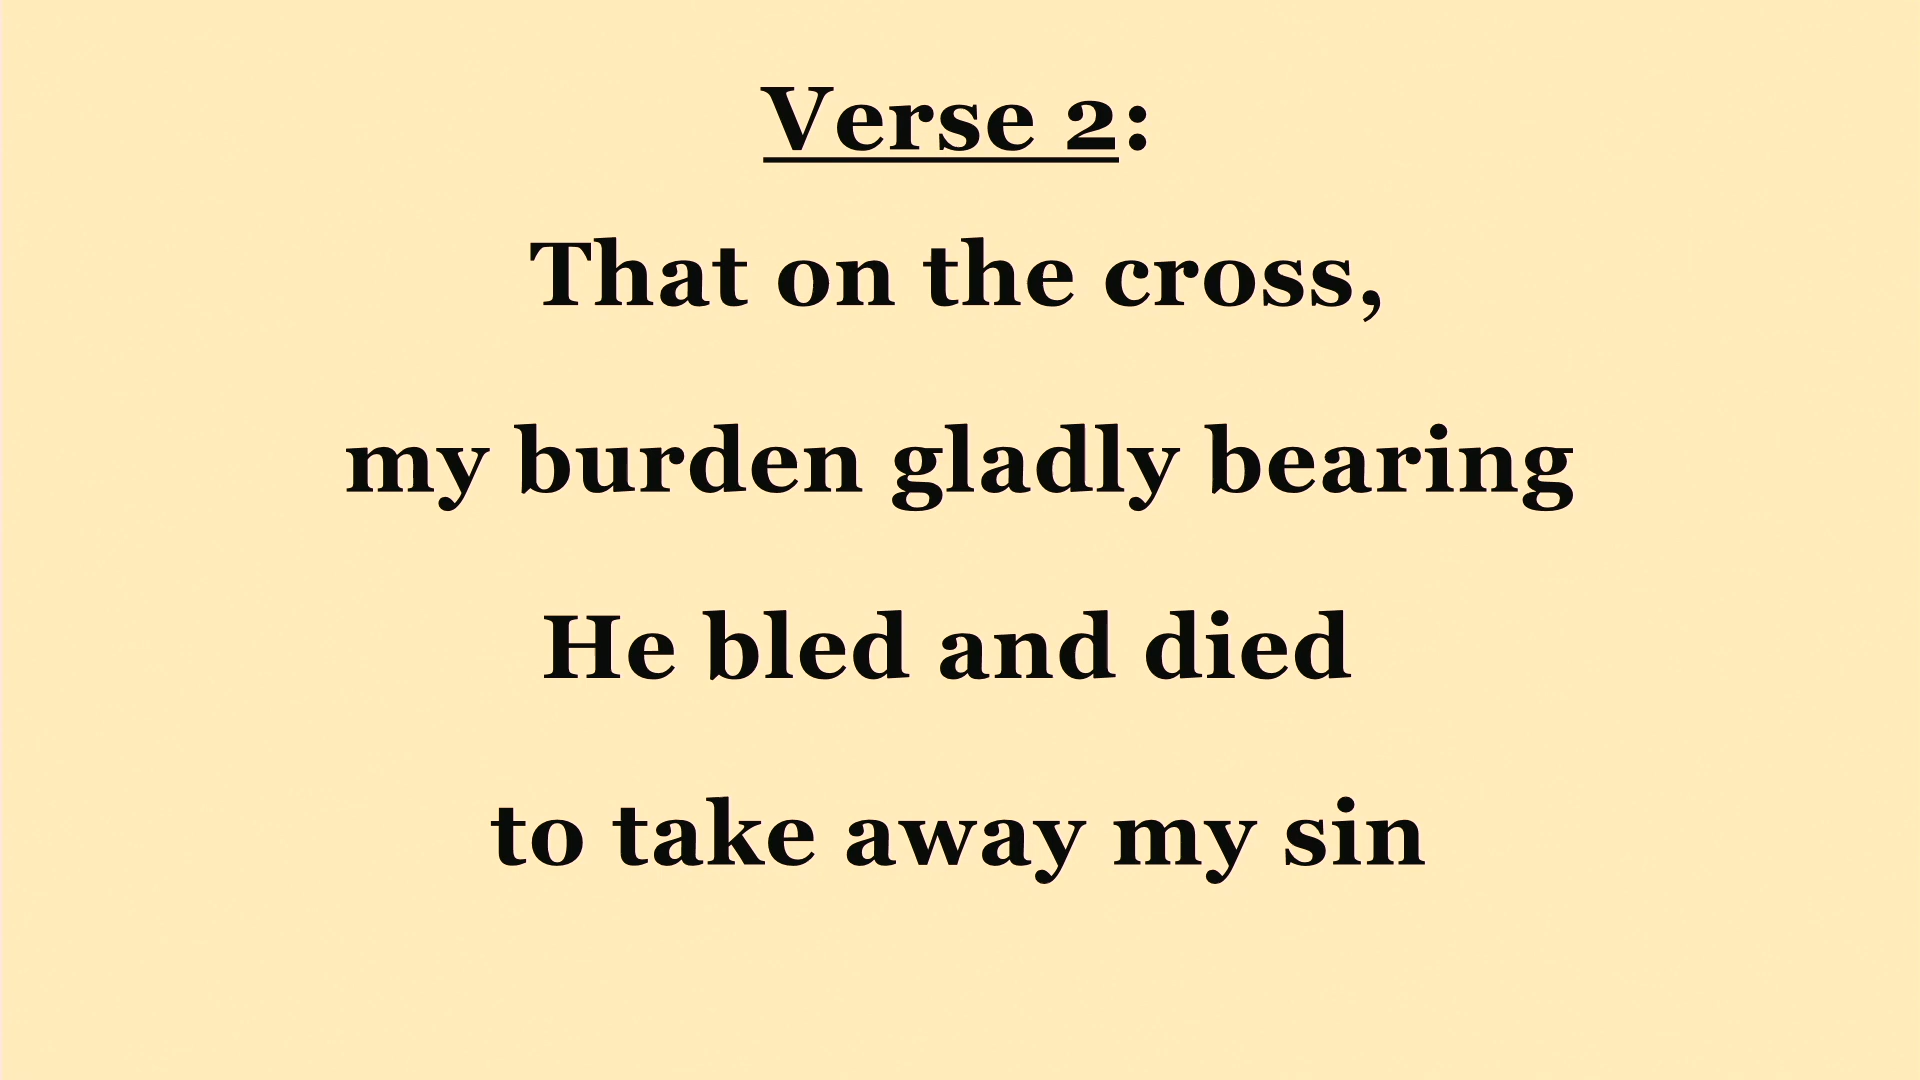 Verse 2:
That on the cross,
my burden gladly bearing
He bled and died
to take away my sin